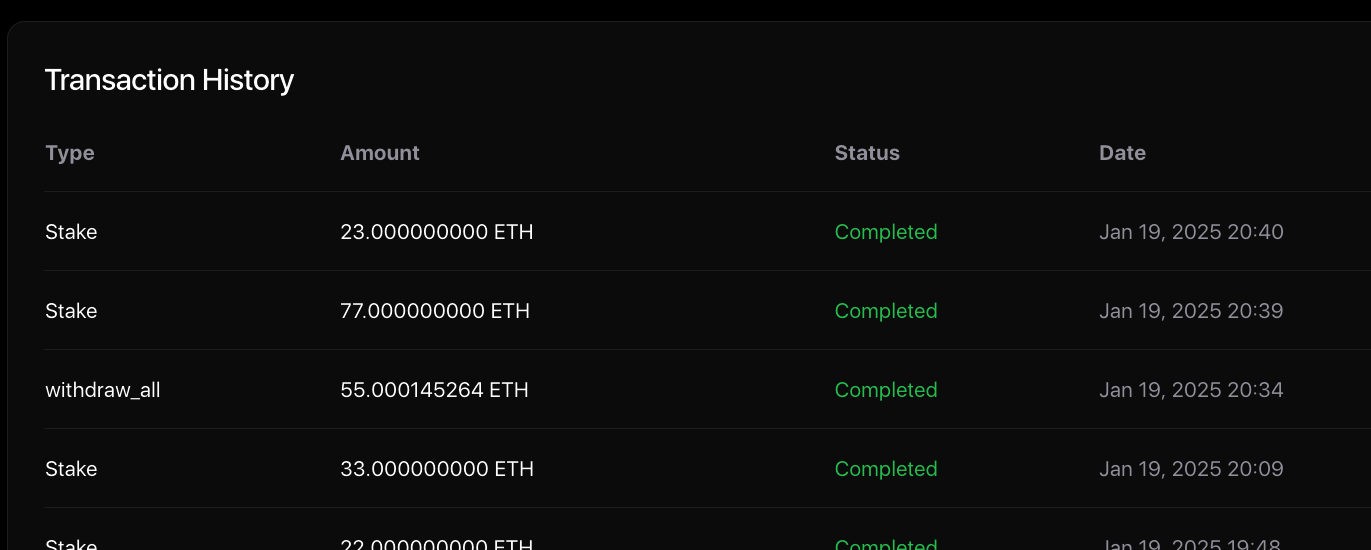 Transaction History
Type Amount Status Date
Stake 23.000000000 ETH Completed Jan 19, 2025 20:40
Stake 77.000000000 ETH Completed Jan 19, 2025 20:39
withdraw_all 55.000145264 ETH Completed Jan 19, 2025 20:34
Stake 33.000000000 ETH Completed Jan 19, 2025 20:09
Stake 22.000000000 ETH Completed Jan 19, 2025 19:48